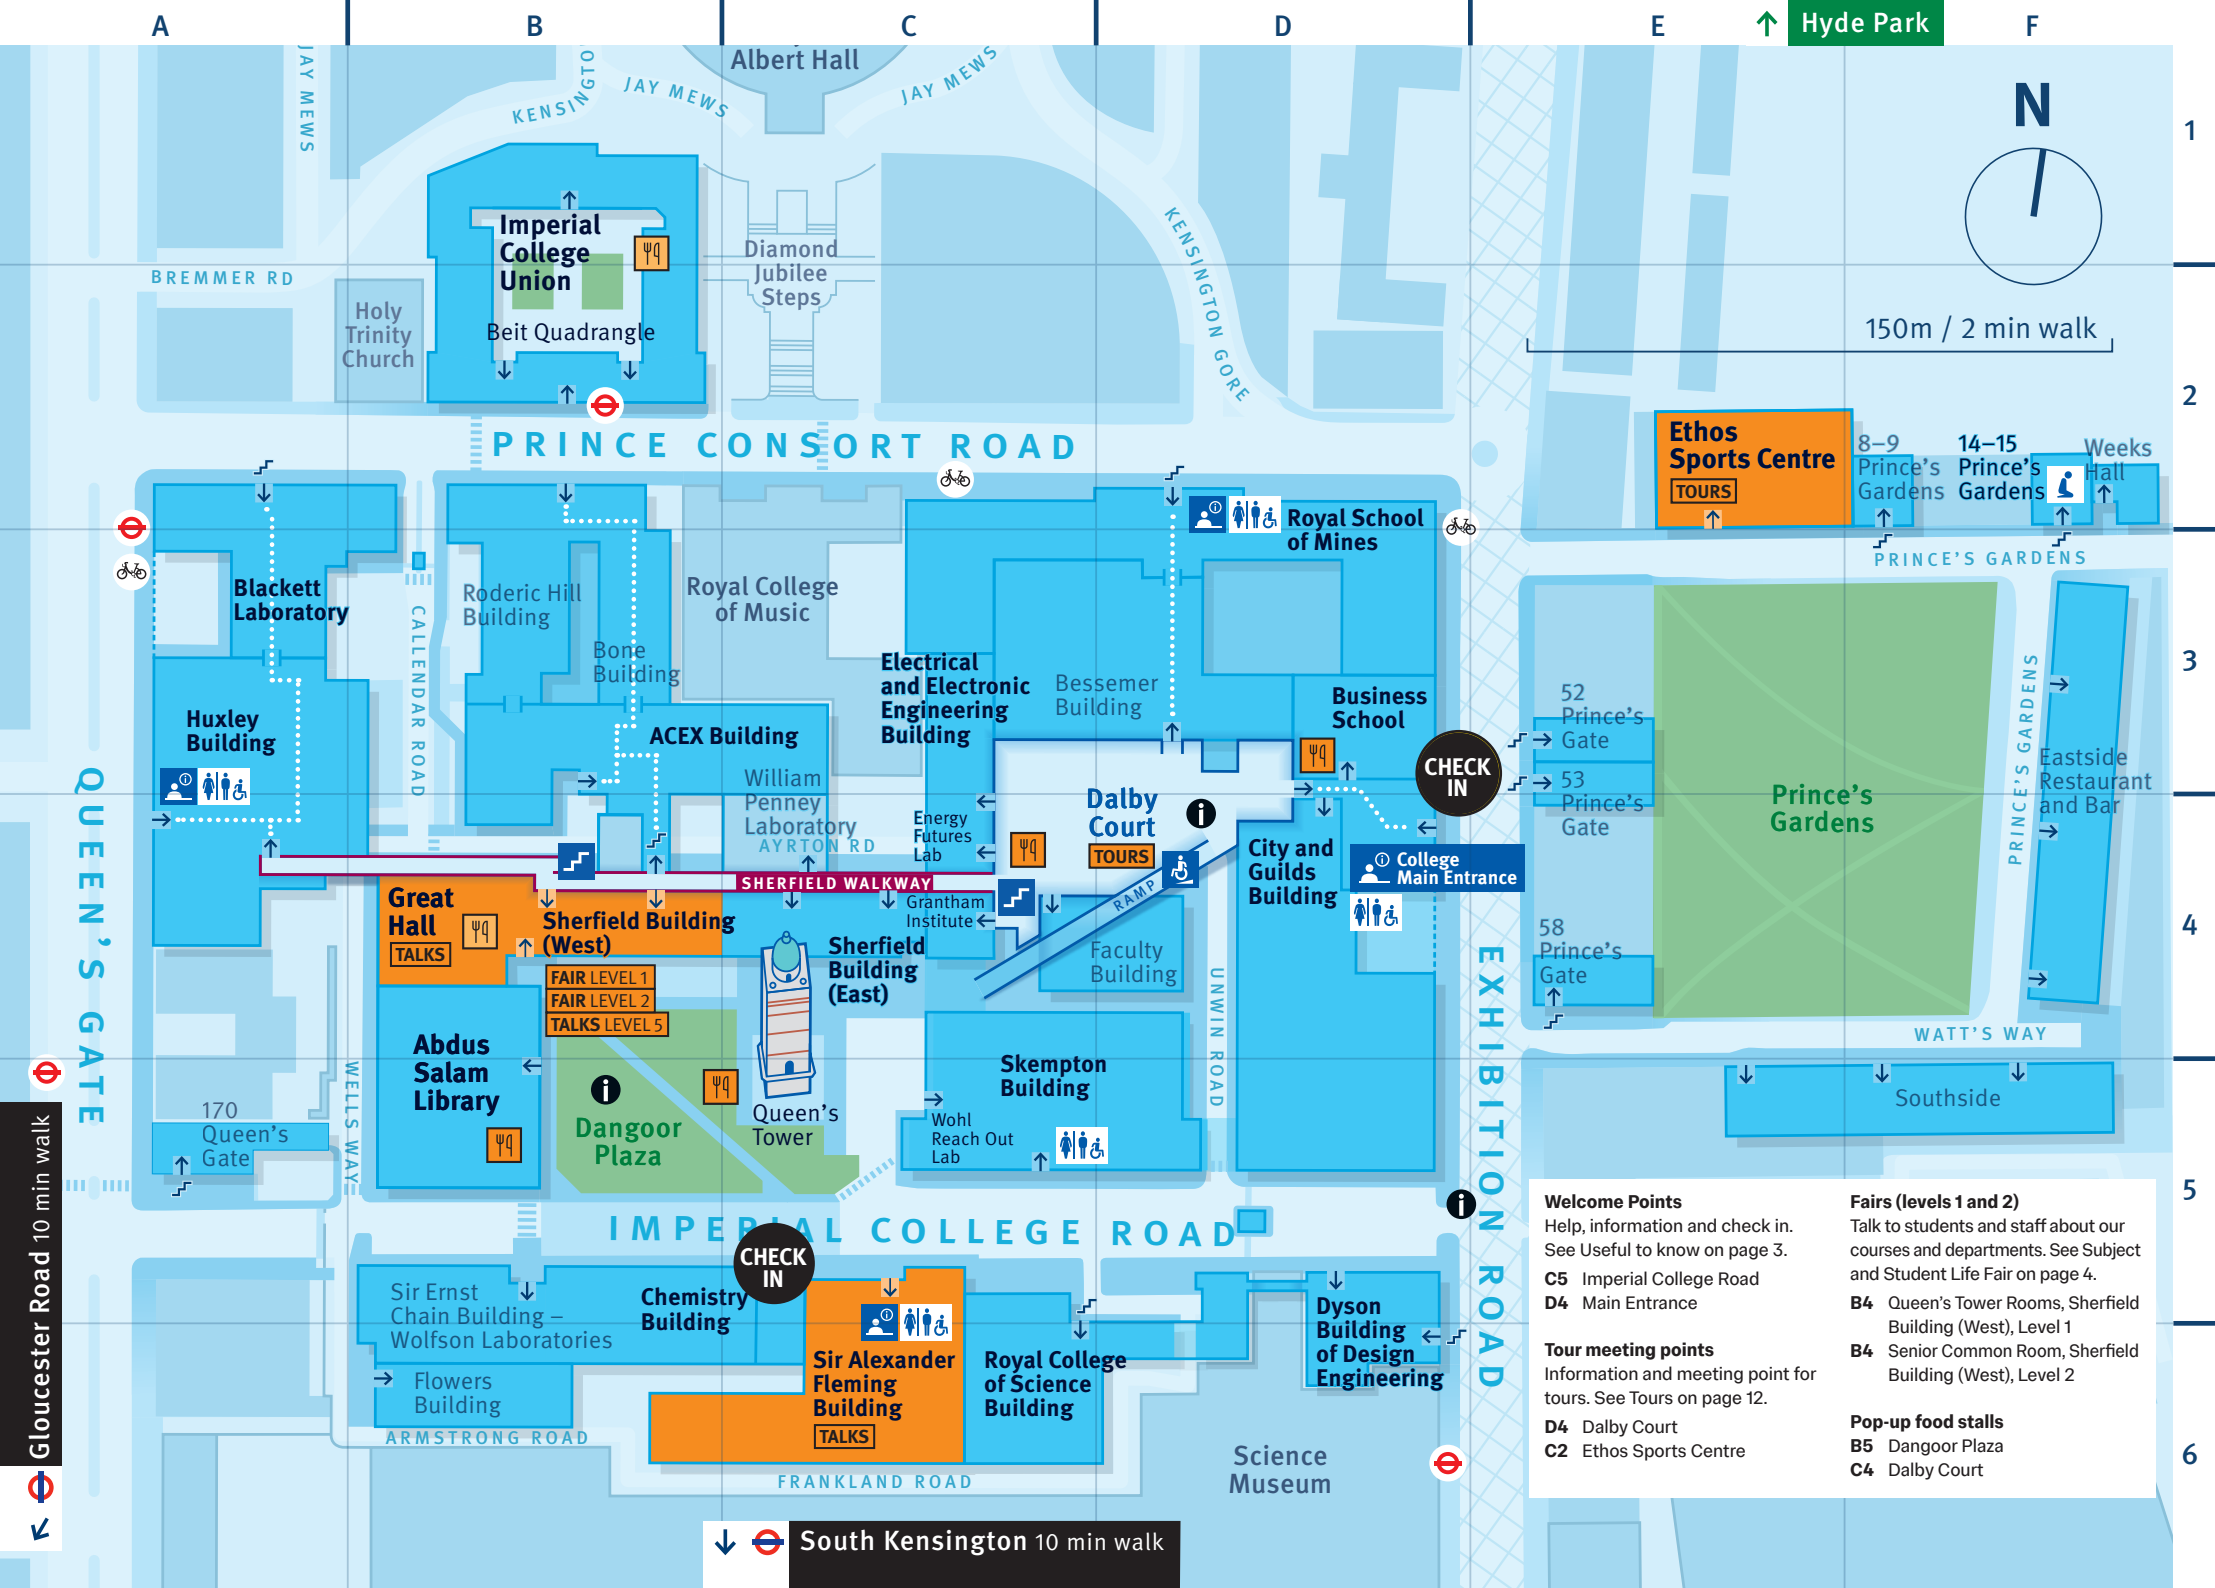 A
B
C
D
E
Hyde Park
F
1
2
3
4
5
6
N
150m / 2 min walk
JAY MEWS
JAY MEWS
JAY MEWS
KENSINGTO
Albert Hall
KENSINGTON GORE
BREMMER RD
Holy
Trinity
Church
Imperial
College
Union
Beit Quadrangle
Diamond
Jubilee
Steps
PRINCE CONSORT ROAD
Ethos
Sports Centre
TOURS
8–9
Prince's
Gardens
14–15
Prince's
Gardens
Weeks
Hall
PRINCE'S GARDENS
Blackett
Laboratory
CALLENDAR ROAD
Roderic Hill
Building
Bone
Building
Royal College
of Music
Royal School
of Mines
Electrical
and Electronic
Engineering
Building
Bessemer
Building
Business
School
Huxley
Building
ACEX Building
William
Penney
Laboratory
AYRTON RD
Energy
Futures
Lab
Dalby
Court
TOURS
CHECK
IN
52
Prince's
Gate
53
Prince's
Gate
Prince's
Gardens
PRINCE'S GARDENS
Eastside
Restaurant
and Bar
QUEEN'S GATE
SHERFIELD WALKWAY
Great
Hall
TALKS
Sherfield Building
(West)
FAIR LEVEL 1
FAIR LEVEL 2
TALKS LEVEL 5
Sherfield
Building
(East)
Grantham
Institute
RAMP
Faculty
Building
City and
Guilds
Building
College
Main Entrance
58
Prince's
Gate
UNWIN ROAD
EXHIBITION ROAD
WATT'S WAY
Abdus
Salam
Library
WELLS WAY
170
Queen's
Gate
Dangoor
Plaza
Queen's
Tower
Skempton
Building
Wohl
Reach Out
Lab
Southside
IMPERIAL COLLEGE ROAD
CHECK
IN
Sir Ernst
Chain Building –
Wolfson Laboratories
Chemistry
Building
Flowers
Building
ARMSTRONG ROAD
Sir Alexander
Fleming
Building
TALKS
Royal College
of Science
Building
Dyson
Building
of Design
Engineering
FRANKLAND ROAD
Science
Museum
EXHIBITION ROAD
Gloucester Road 10 min walk
South Kensington 10 min walk
Welcome Points
Help, information and check in.
See Useful to know on page 3.
C5 Imperial College Road
D4 Main Entrance
Tour meeting points
Information and meeting point for
tours. See Tours on page 12.
D4 Dalby Court
C2 Ethos Sports Centre
Fairs (levels 1 and 2)
Talk to students and staff about our
courses and departments. See Subject
and Student Life Fair on page 4.
B4 Queen's Tower Rooms, Sherfield
Building (West), Level 1
B4 Senior Common Room, Sherfield
Building (West), Level 2
Pop-up food stalls
B5 Dangoor Plaza
C4 Dalby Court